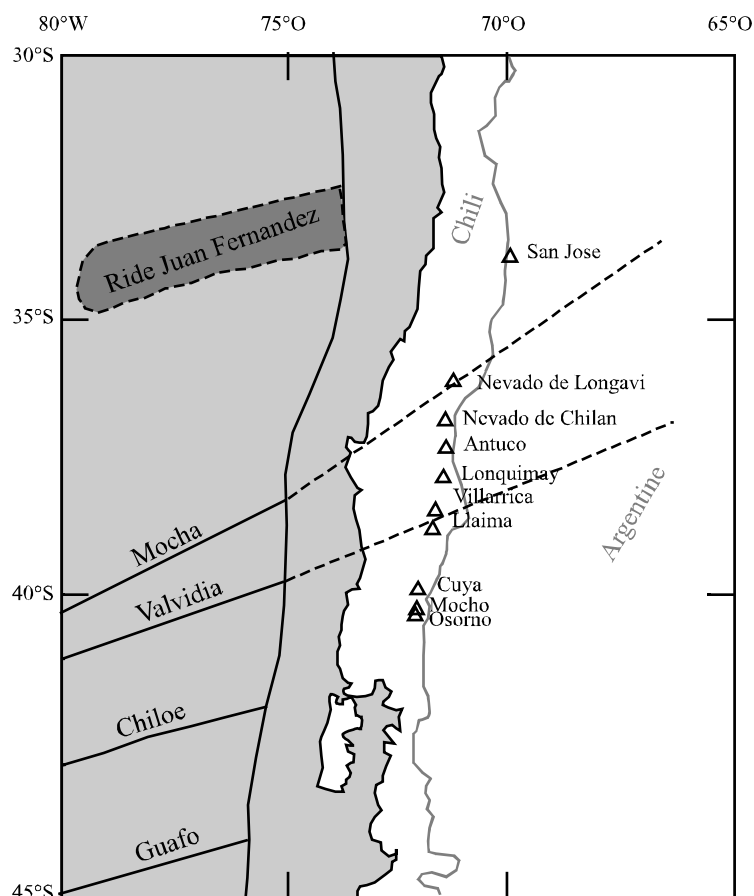 80°W 75°O 70°O 65°O
30°S
Chili
Ride Juan Fernandez
San Jose
35°S
Nevado de Longavi
Nevado de Chilan
Antuco
Lonquimay
Villarrica
Llaima
Argentine
Mocha
Valvidia
Cuya
40°S
Mocho
Osorno
Chiloe
Guafo
45°S